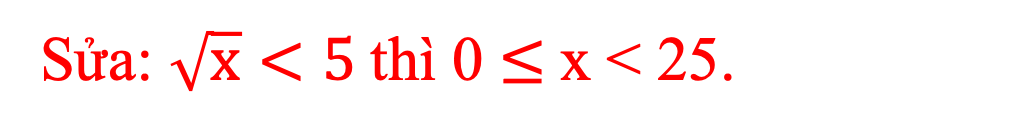 Sửa: √x < 5 thì 0 ≤ x < 25.